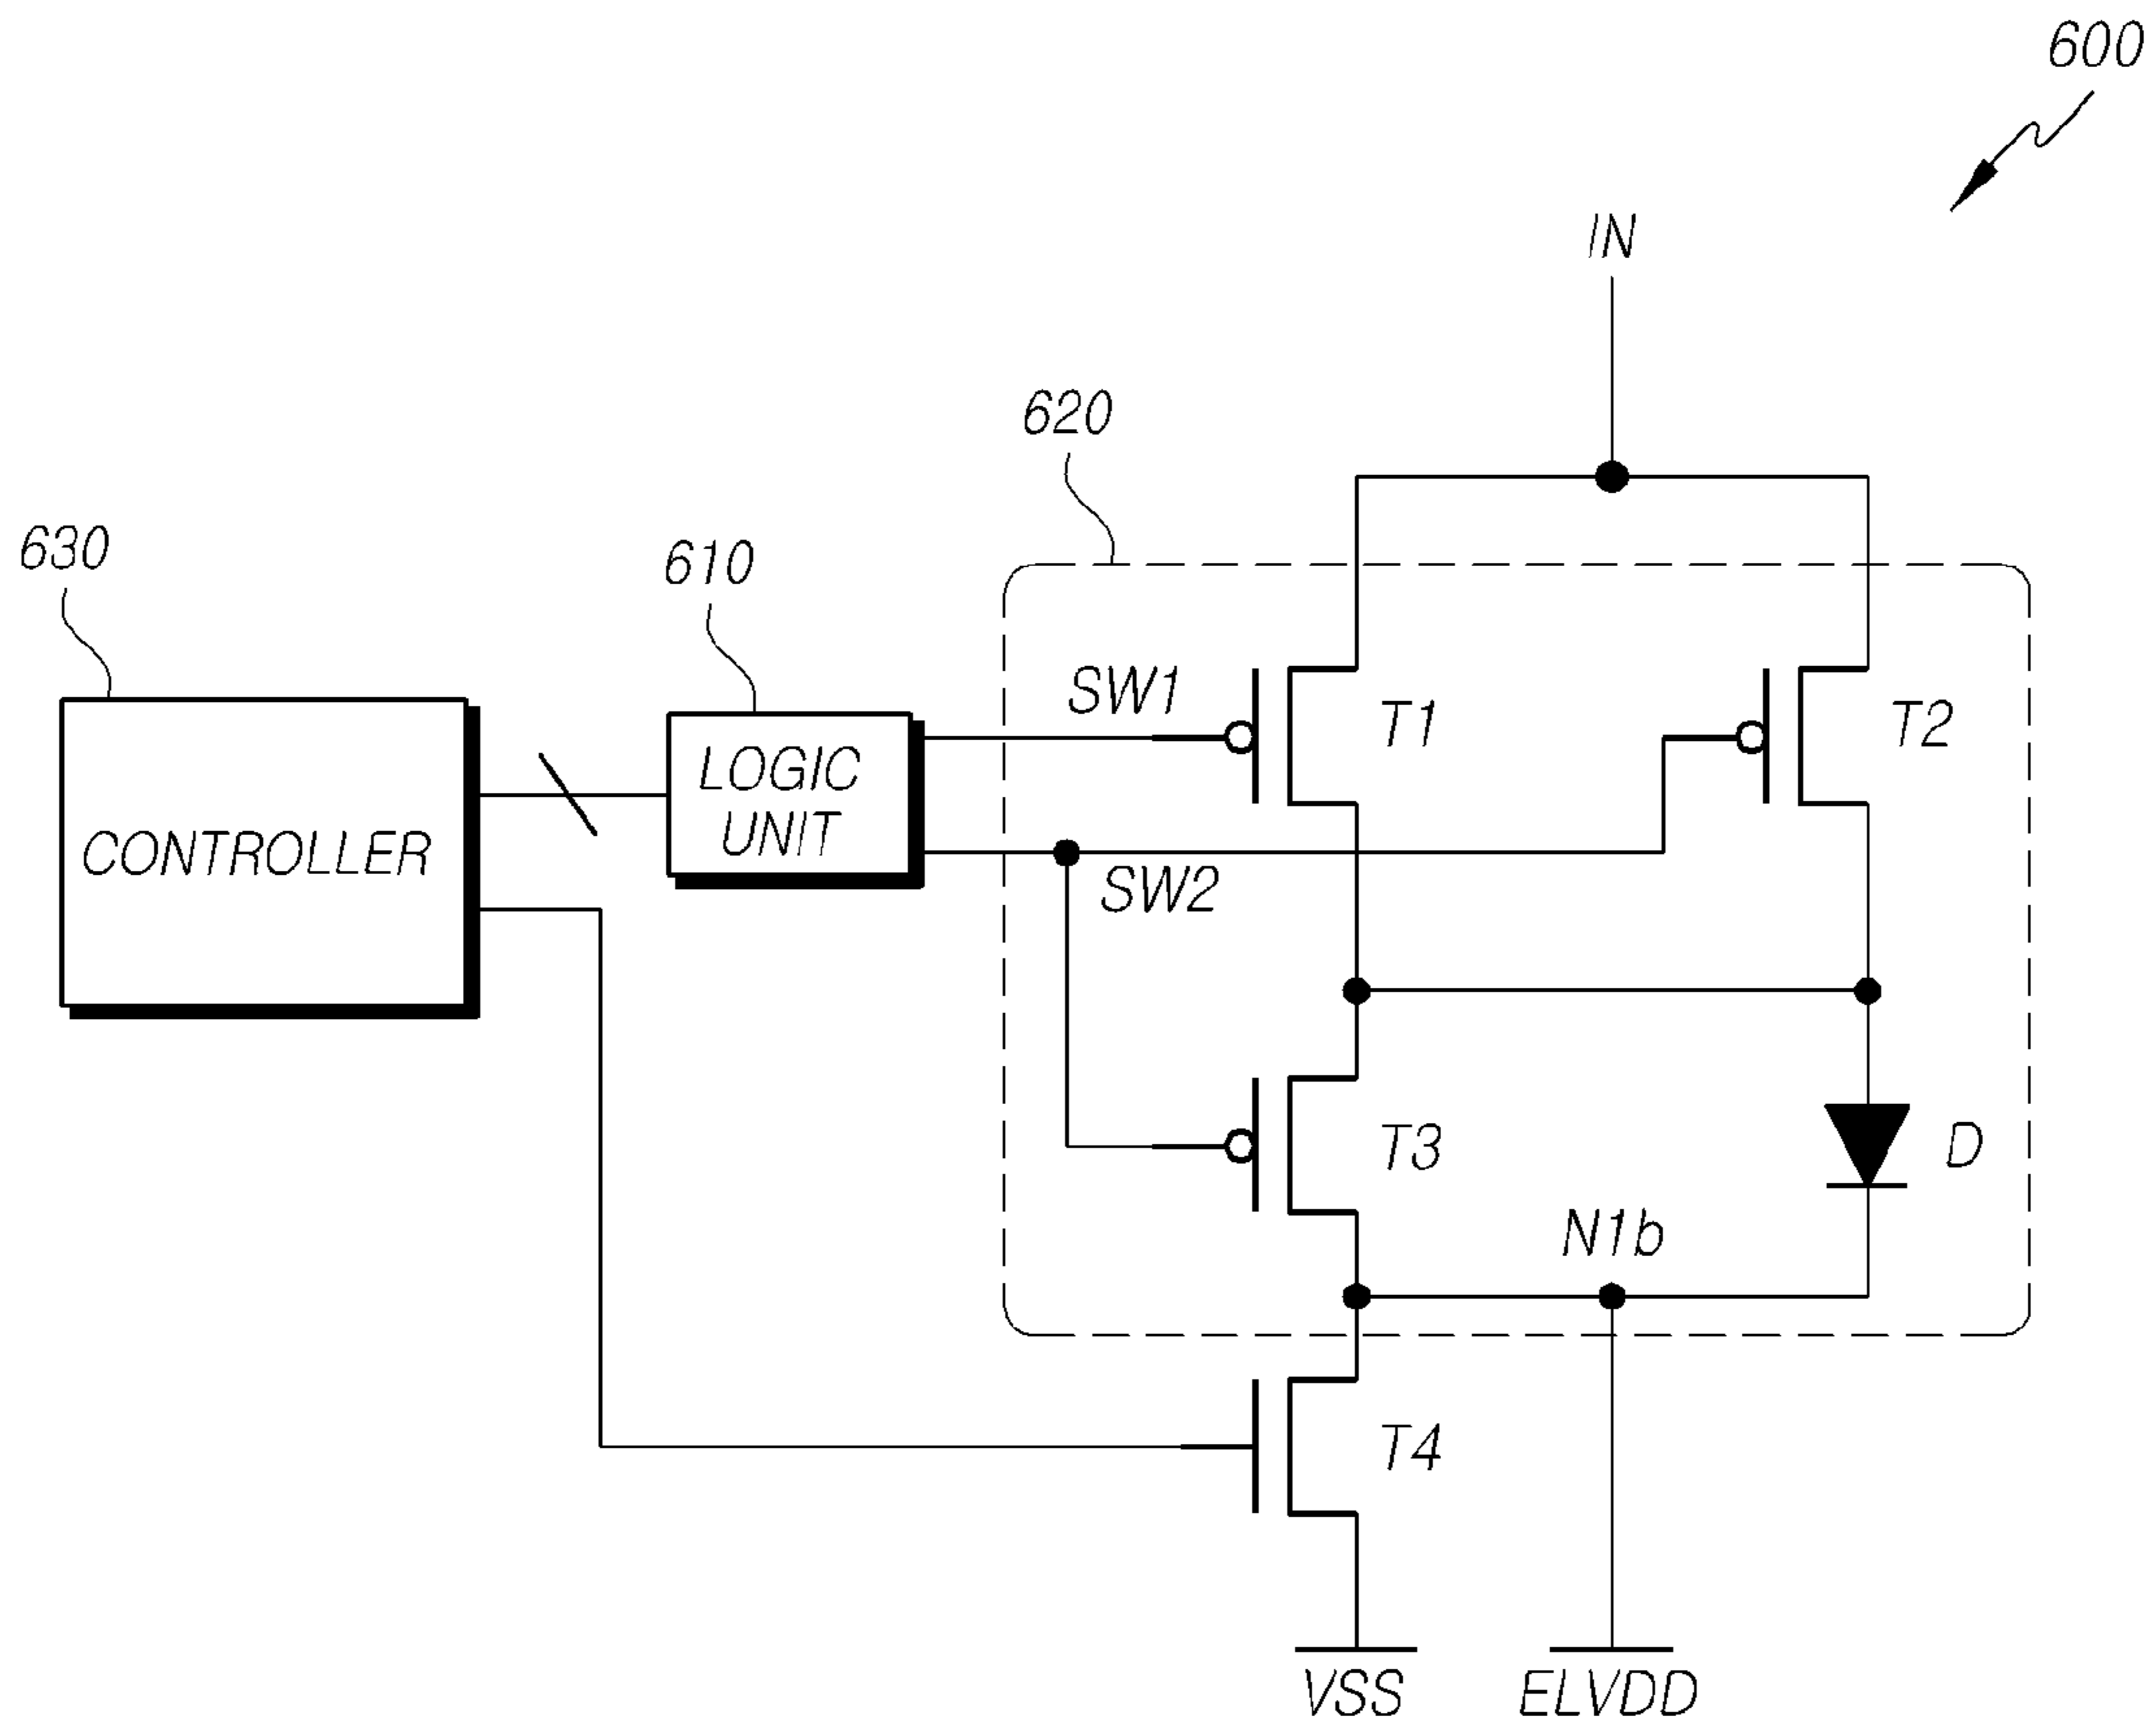 600
IN
620
630
610
SW1
T1
T2
LOGIC
UNIT
CONTROLLER
SW2
T3
D
N1b
T4
VSS
ELVDD